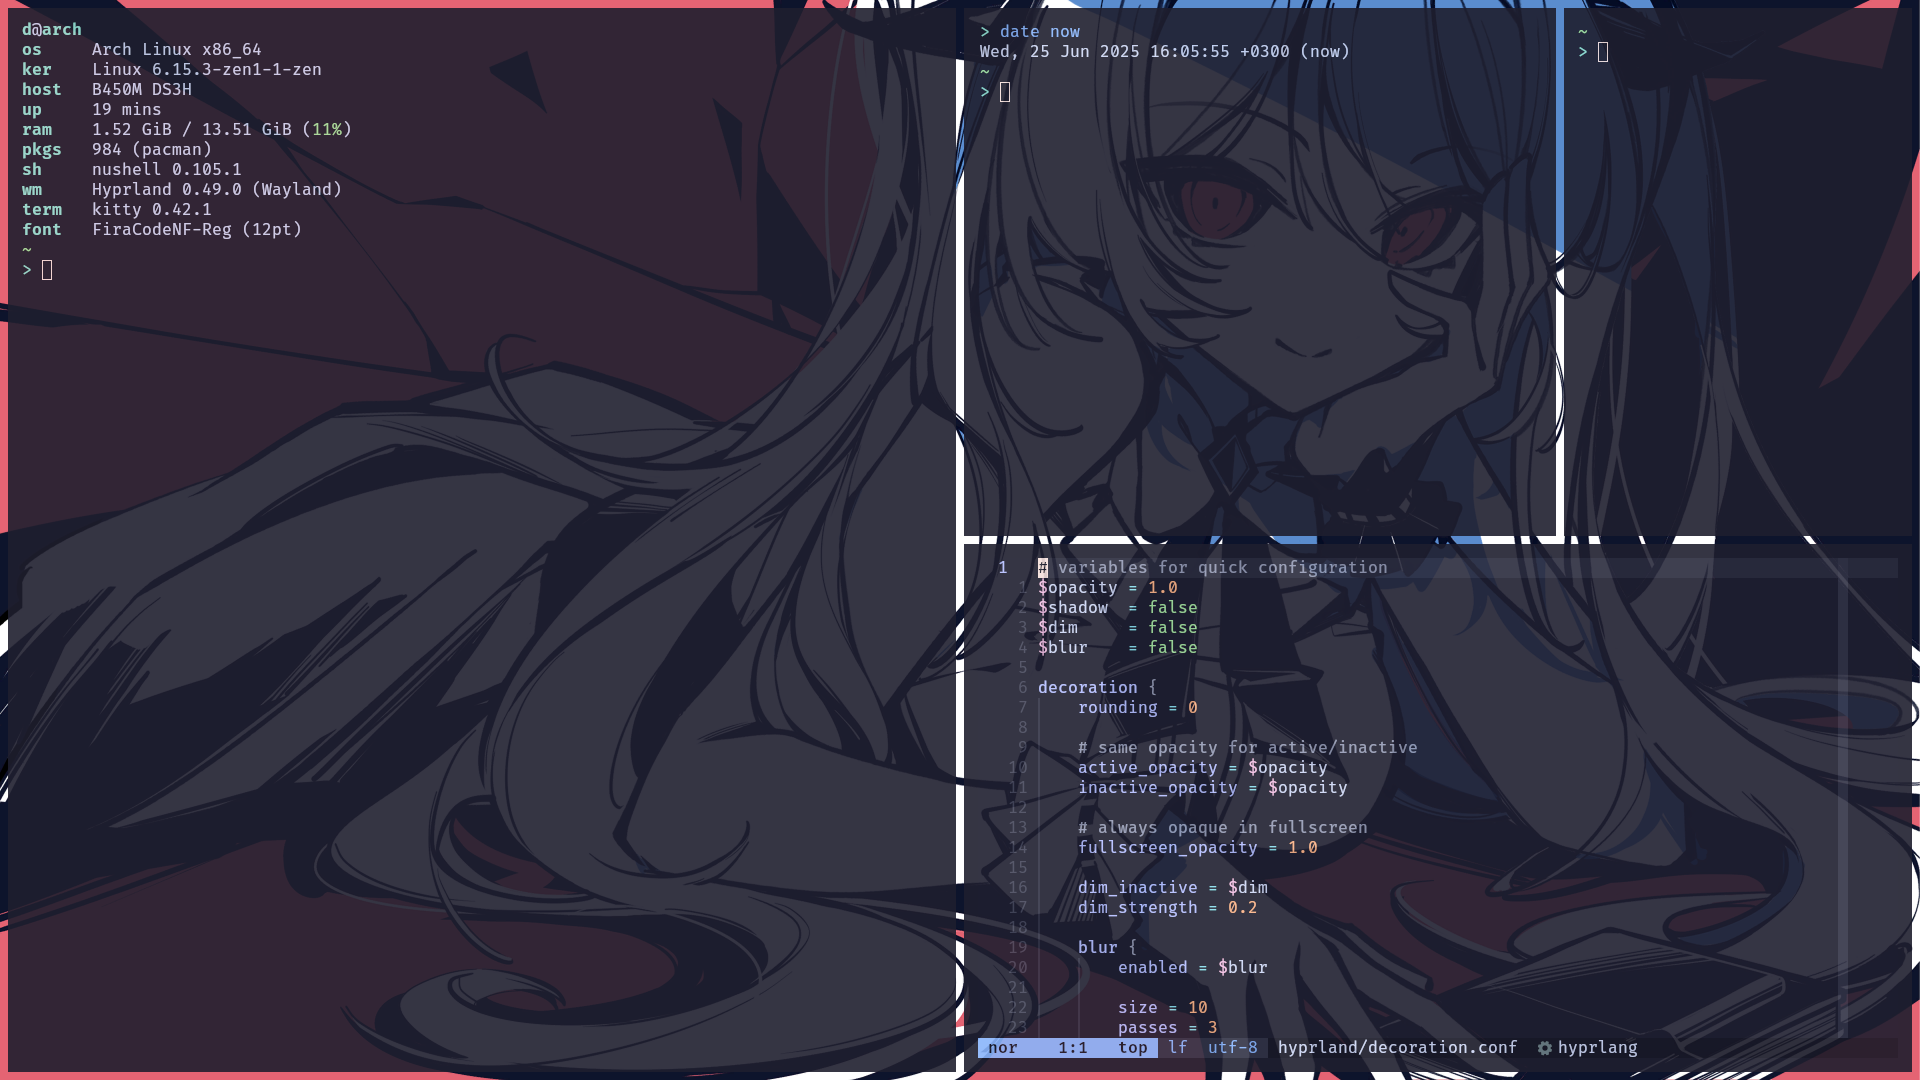 d@arch
os Arch Linux x86_64
ker Linux 6.15.3-zen1-1-zen
host B450M DS3H
up 19 mins
ram 1.52 GiB / 13.51 GiB (11%)
pkgs 984 (pacman)
sh nushell 0.105.1
wm Hyprland 0.49.0 (Wayland)
term kitty 0.42.1
font FiraCodeNF-Reg (12pt)
~
>
> date now
Wed, 25 Jun 2025 16:05:55 +0300 (now)
~
>
~
>
1 # variables for quick configuration
1 $opacity = 1.0
2 $shadow = false
3 $dim = false
4 $blur = false
5
6 decoration {
7 rounding = 0
8
9 # same opacity for active/inactive
10 active_opacity = $opacity
11 inactive_opacity = $opacity
12
13 # always opaque in fullscreen
14 fullscreen_opacity = 1.0
15
16 dim_inactive = $dim
17 dim_strength = 0.2
18
19 blur {
20 enabled = $blur
21
22 size = 10
23 passes = 3
nor 1:1 top lf utf-8 hyprland/decoration.conf hyprlang